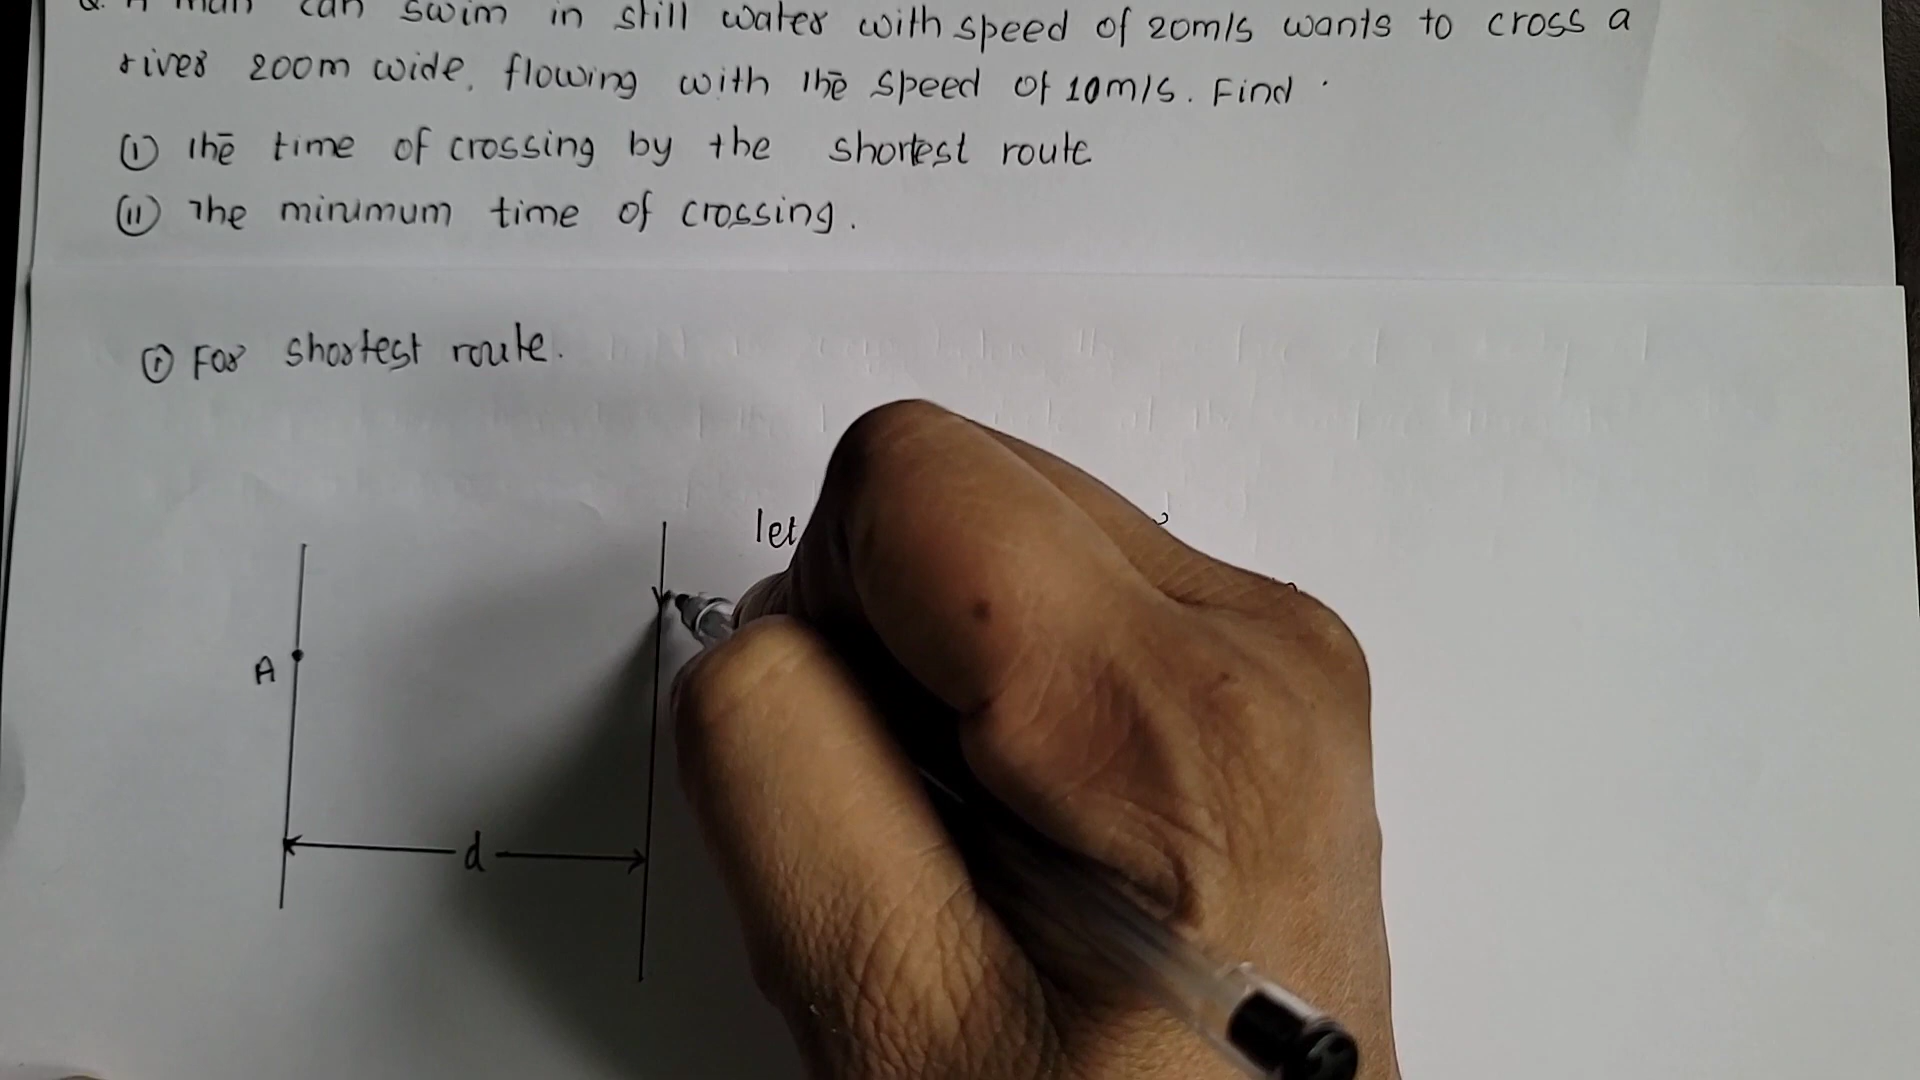 Q. A man can swim in still water with speed of 20m/s wants to cross a
river 200m wide, flowing with the speed of 10m/s. Find
(i) The time of crossing by the shortest route
(ii) The minimum time of crossing.
(i) For shortest route.
let
A
d